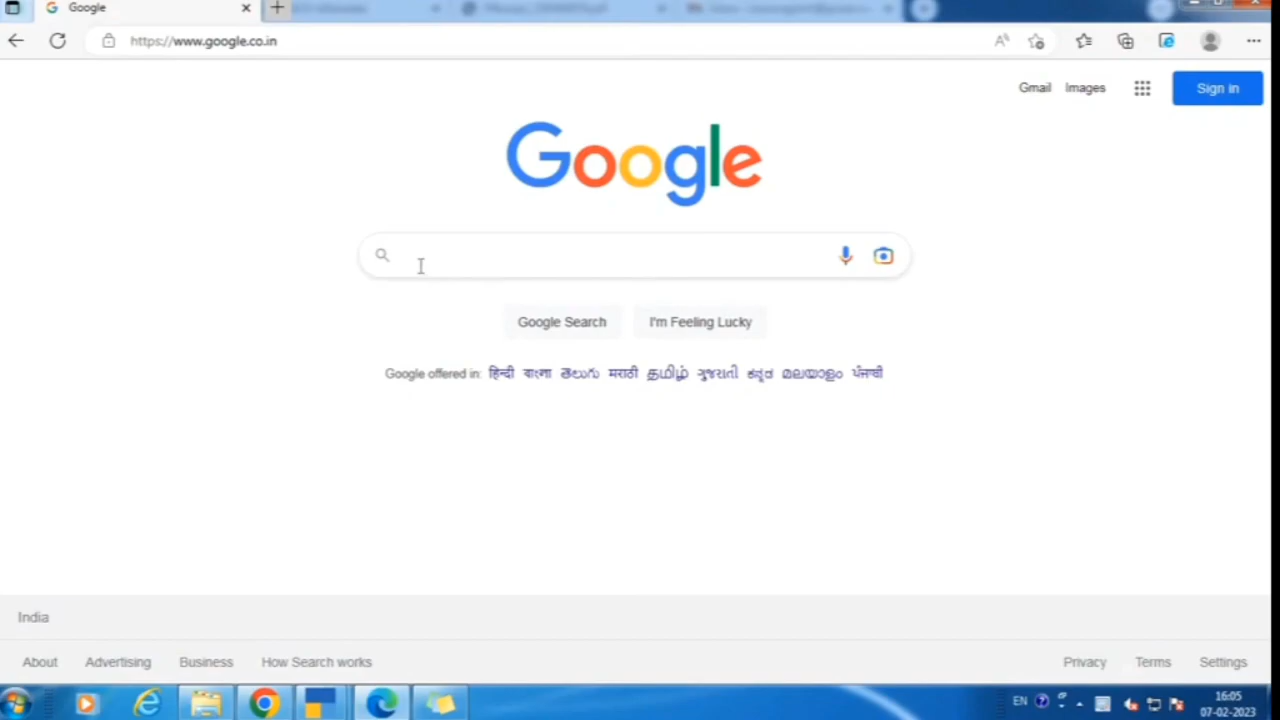 Google
https://www.google.co.in
Gmail Images Sign in
Google
Google Search I'm Feeling Lucky
Google offered in: हिन्दी বাংলা తెలుగు मराठी தமிழ் ગુજરાતી ಕನ್ನಡ മലയാളം ਪੰਜਾਬੀ
India
About Advertising Business How Search works Privacy Terms Settings
EN 16:05
07-02-2023